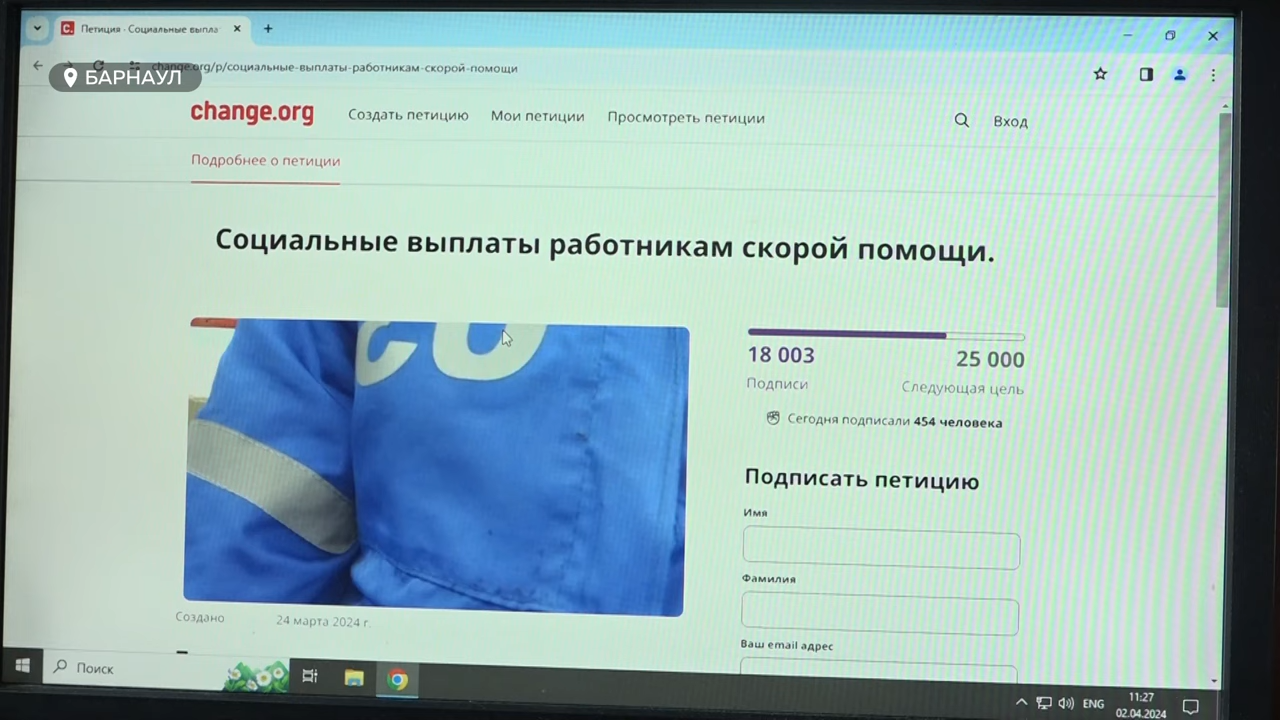 Петиция · Социальные выпла
БАРНАУЛ
change.org/p/социальные-выплаты-работникам-скорой-помощи
change.org
Создать петицию
Мои петиции
Просмотреть петиции
Вход
Подробнее о петиции
Социальные выплаты работникам скорой помощи.
18 003
25 000
Подписи
Следующая цель
Сегодня подписали 454 человека
Подписать петицию
Имя
Фамилия
Ваш email адрес
Создано
24 марта 2024 г.
Поиск
ENG
11:27
02.04.2024